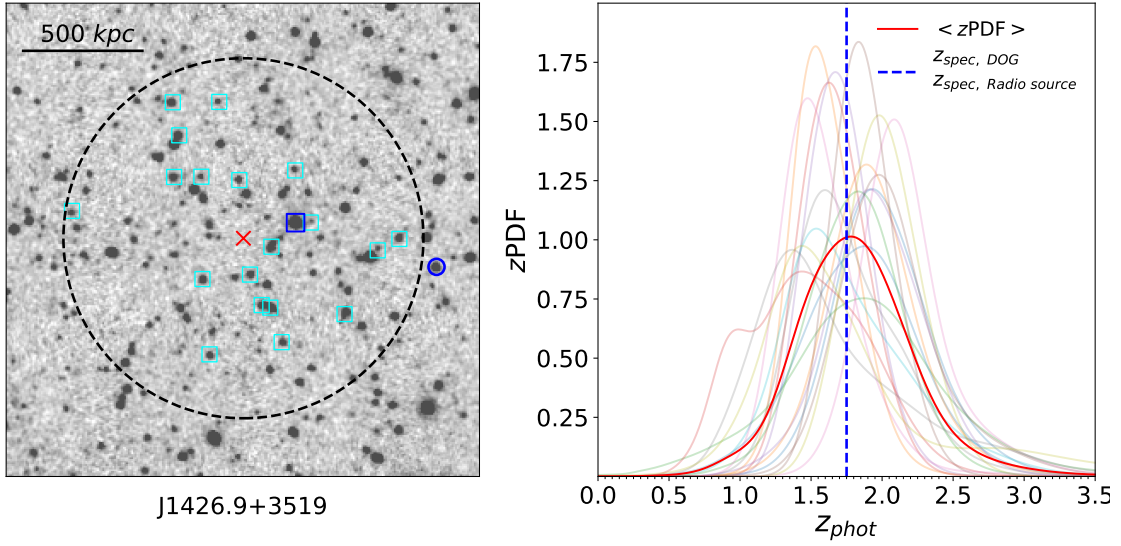 500 kpc
J1426.9+3519
<zPDF>
z_spec, DOG
z_spec, Radio source
zPDF
1.75
1.50
1.25
1.00
0.75
0.50
0.25
0.0 0.5 1.0 1.5 2.0 2.5 3.0 3.5
z_phot